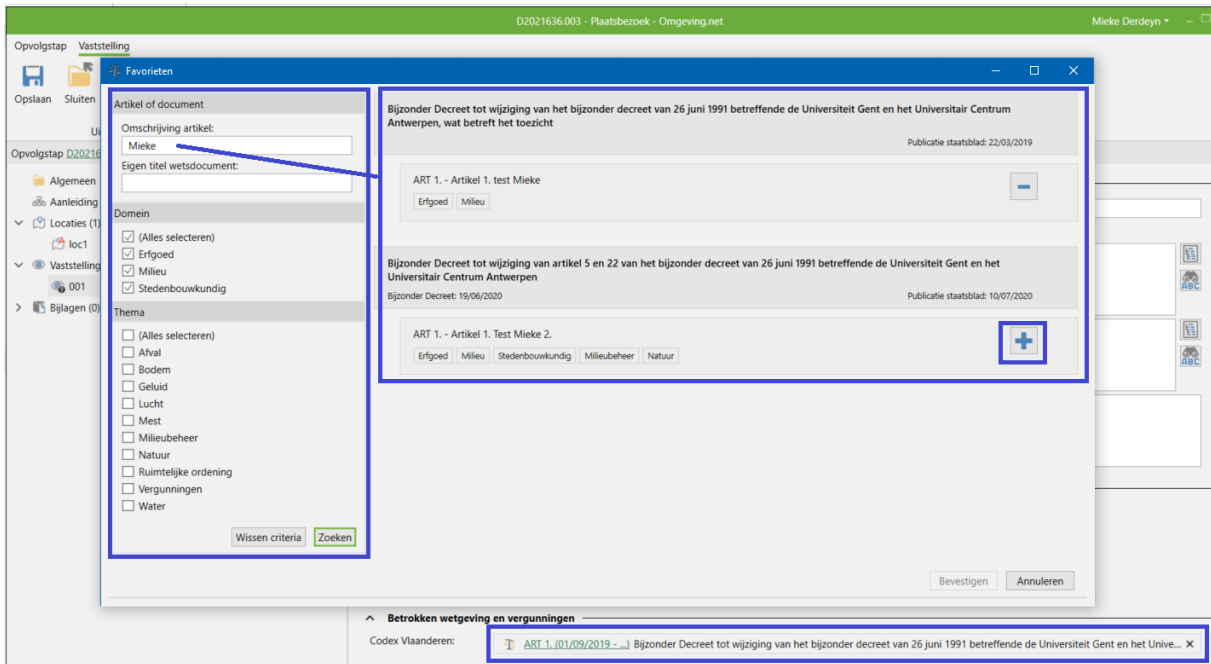 D2021636.003 - Plaatsbezoek - Omgeving.net
Mieke Derdeyn
Opvolgstap Vaststelling
Opslaan Sluiten
Ui
Opvolgstap D20216
Algemeen
Aanleiding
Locaties (1)
loc1
Vaststelling
001
Bijlagen (0)
Favorieten
Artikel of document
Omschrijving artikel:
Mieke
Eigen titel wetsdocument:
Domein
(Alles selecteren)
Erfgoed
Milieu
Stedenbouwkundig
Thema
(Alles selecteren)
Afval
Bodem
Geluid
Lucht
Mest
Milieubeheer
Natuur
Ruimtelijke ordening
Vergunningen
Water
Wissen criteria Zoeken
Bijzonder Decreet tot wijziging van het bijzonder decreet van 26 juni 1991 betreffende de Universiteit Gent en het Universitair Centrum
Antwerpen, wat betreft het toezicht
Publicatie staatsblad: 22/03/2019
ART 1. - Artikel 1. test Mieke
Erfgoed Milieu
Bijzonder Decreet tot wijziging van artikel 5 en 22 van het bijzonder decreet van 26 juni 1991 betreffende de Universiteit Gent en het
Universitair Centrum Antwerpen
Bijzonder Decreet: 19/06/2020 Publicatie staatsblad: 10/07/2020
ART 1. - Artikel 1. Test Mieke 2.
Erfgoed Milieu Stedenbouwkundig Milieubeheer Natuur
ABC
ABC
Bevestigen Annuleren
Betrokken wetgeving en vergunningen
Codex Vlaanderen: ART 1. (01/09/2019 - ...) Bijzonder Decreet tot wijziging van het bijzonder decreet van 26 juni 1991 betreffende de Universiteit Gent en het Unive...